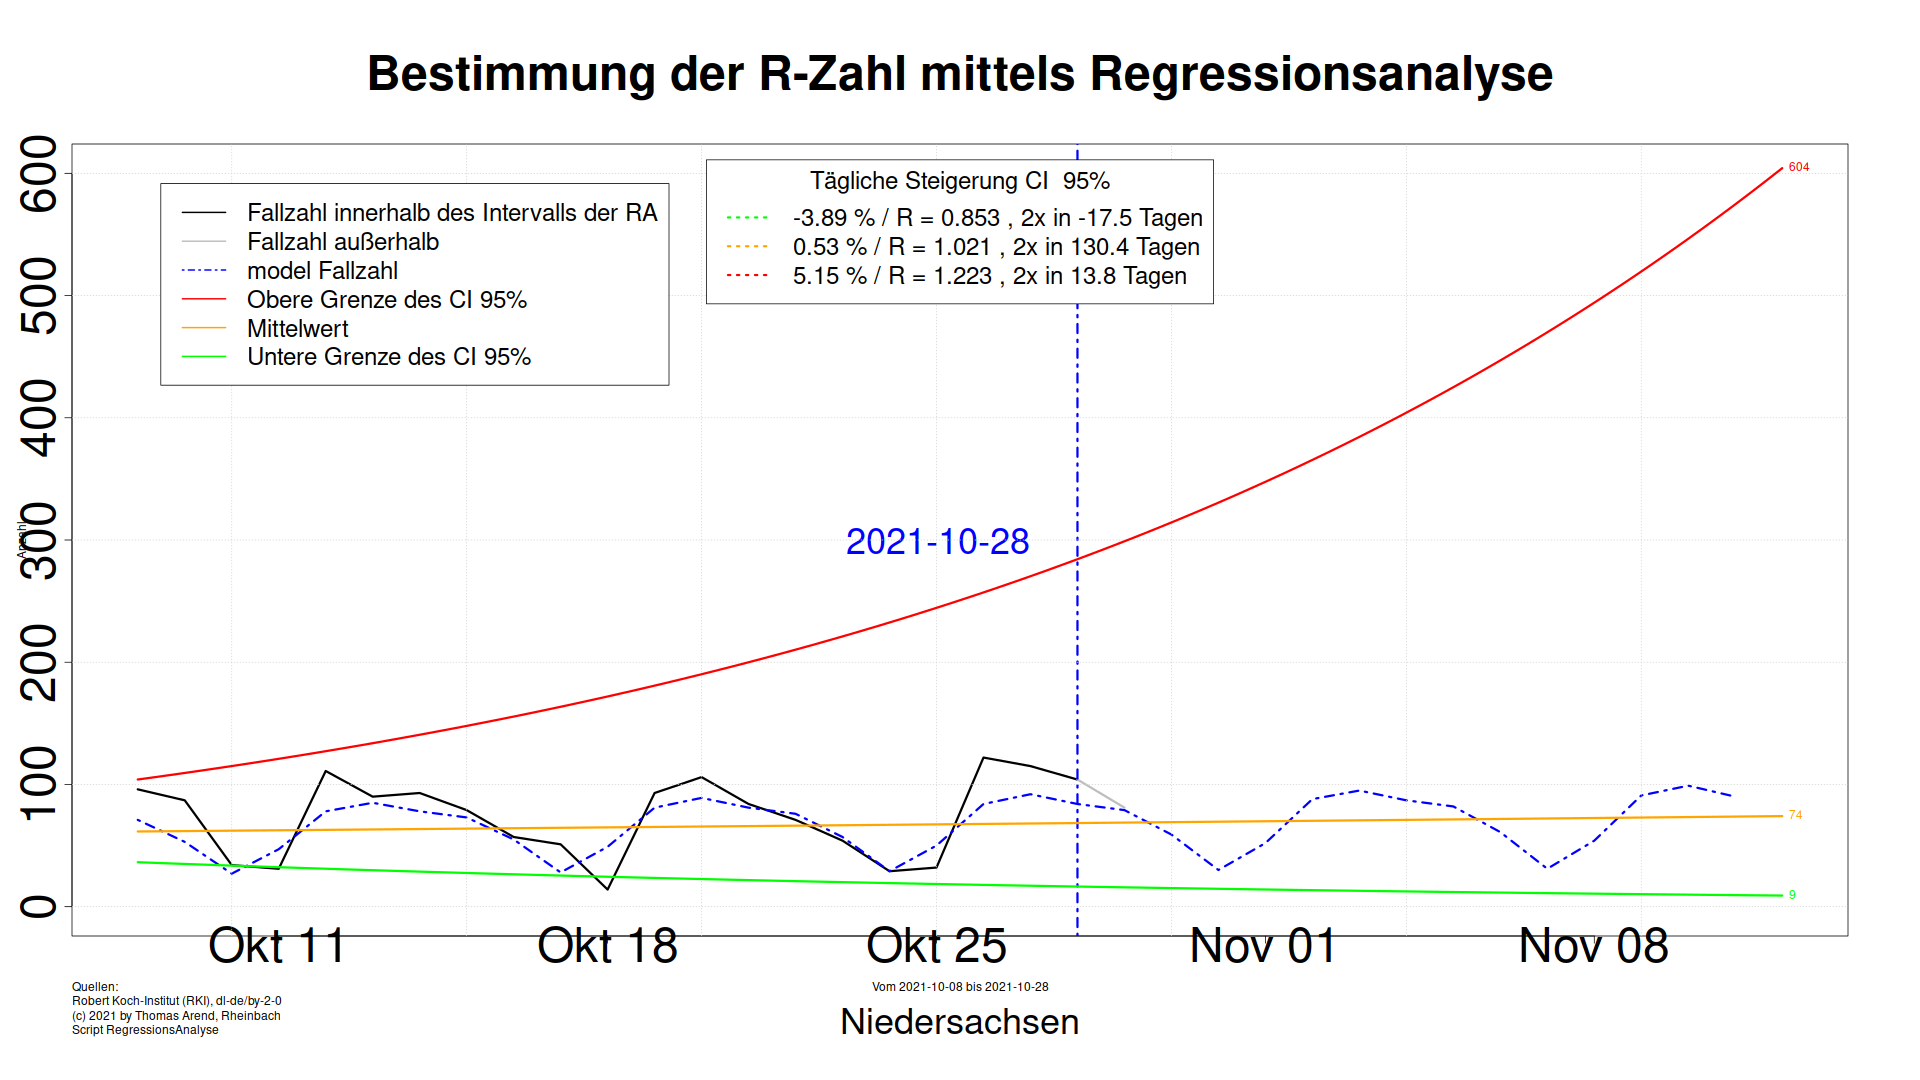 Bestimmung der R-Zahl mittels Regressionsanalyse
600
500
400
300
200
100
0
Anzahl
Fallzahl innerhalb des Intervalls der RA
Fallzahl außerhalb
model Fallzahl
Obere Grenze des CI 95%
Mittelwert
Untere Grenze des CI 95%
Tägliche Steigerung CI 95%
-3.89 % / R = 0.853 , 2x in -17.5 Tagen
0.53 % / R = 1.021 , 2x in 130.4 Tagen
5.15 % / R = 1.223 , 2x in 13.8 Tagen
604
2021-10-28
74
9
Okt 11
Okt 18
Okt 25
Nov 01
Nov 08
Quellen:
Robert Koch-Institut (RKI), dl-de/by-2-0
(c) 2021 by Thomas Arend, Rheinbach
Script RegressionsAnalyse
Vom 2021-10-08 bis 2021-10-28
Niedersachsen